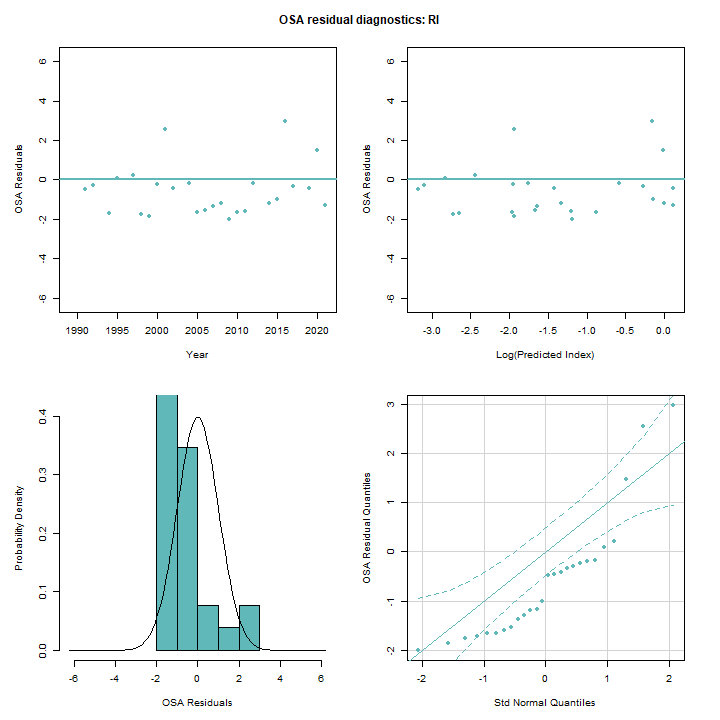 OSA residual diagnostics: RI
OSA Residuals
6
4
2
0
-2
-4
-6
1990 1995 2000 2005 2010 2015 2020
Year
OSA Residuals
6
4
2
0
-2
-4
-6
-3.0 -2.5 -2.0 -1.5 -1.0 -0.5 0.0
Log(Predicted Index)
Probability Density
0.4
0.3
0.2
0.1
0.0
-6 -4 -2 0 2 4 6
OSA Residuals
OSA Residual Quantiles
3
2
1
0
-1
-2
-2 -1 0 1 2
Std Normal Quantiles